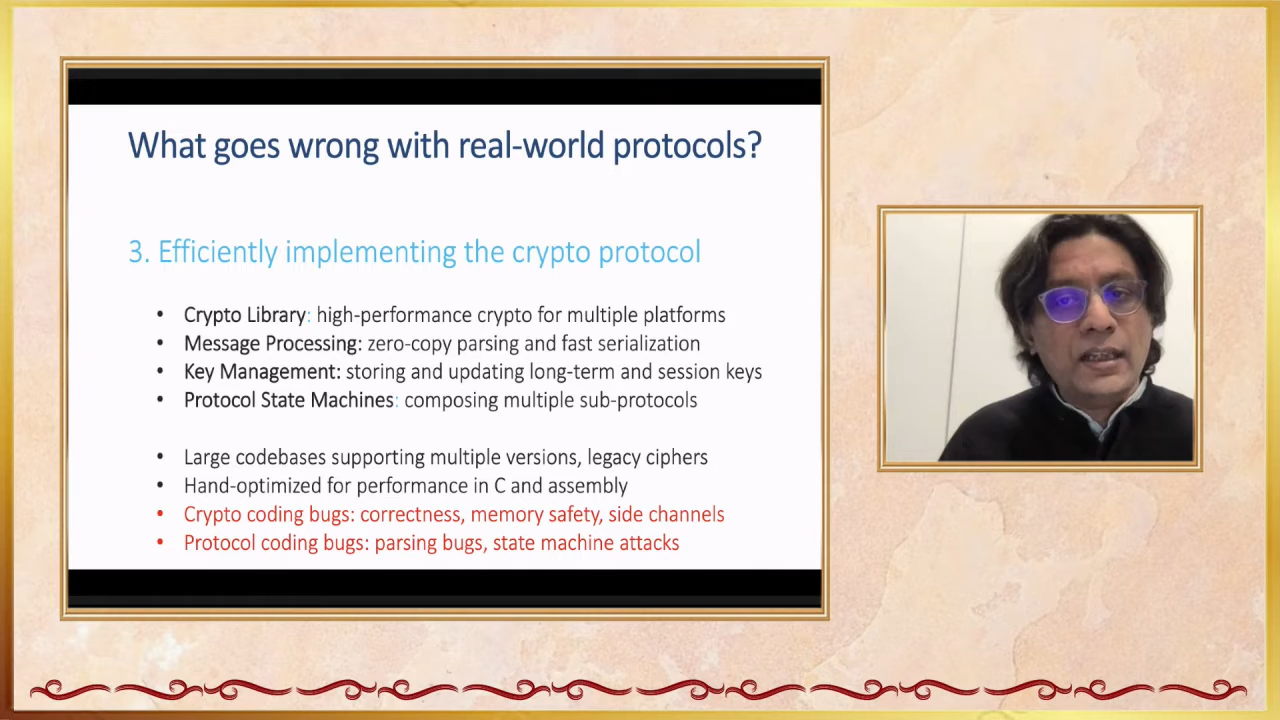 What goes wrong with real-world protocols?
3. Efficiently implementing the crypto protocol
• Crypto Library: high-performance crypto for multiple platforms
• Message Processing: zero-copy parsing and fast serialization
• Key Management: storing and updating long-term and session keys
• Protocol State Machines: composing multiple sub-protocols
• Large codebases supporting multiple versions, legacy ciphers
• Hand-optimized for performance in C and assembly
• Crypto coding bugs: correctness, memory safety, side channels
• Protocol coding bugs: parsing bugs, state machine attacks